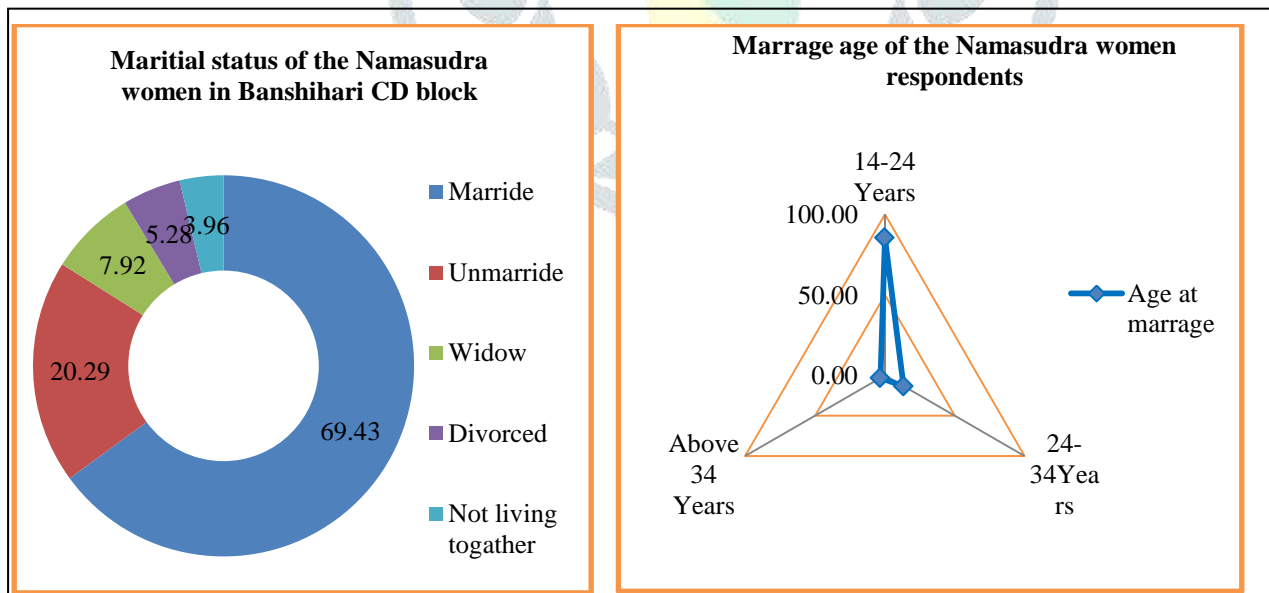 Maritial status of the Namasudra
women in Banshihari CD block
69.43
20.29
7.92
5.28
3.96
Marride
Unmarride
Widow
Divorced
Not living
togather
Marrage age of the Namasudra women
respondents
14-24
Years
100.00
50.00
0.00
Above
34
Years
24-
34Yea
rs
Age at
marrage